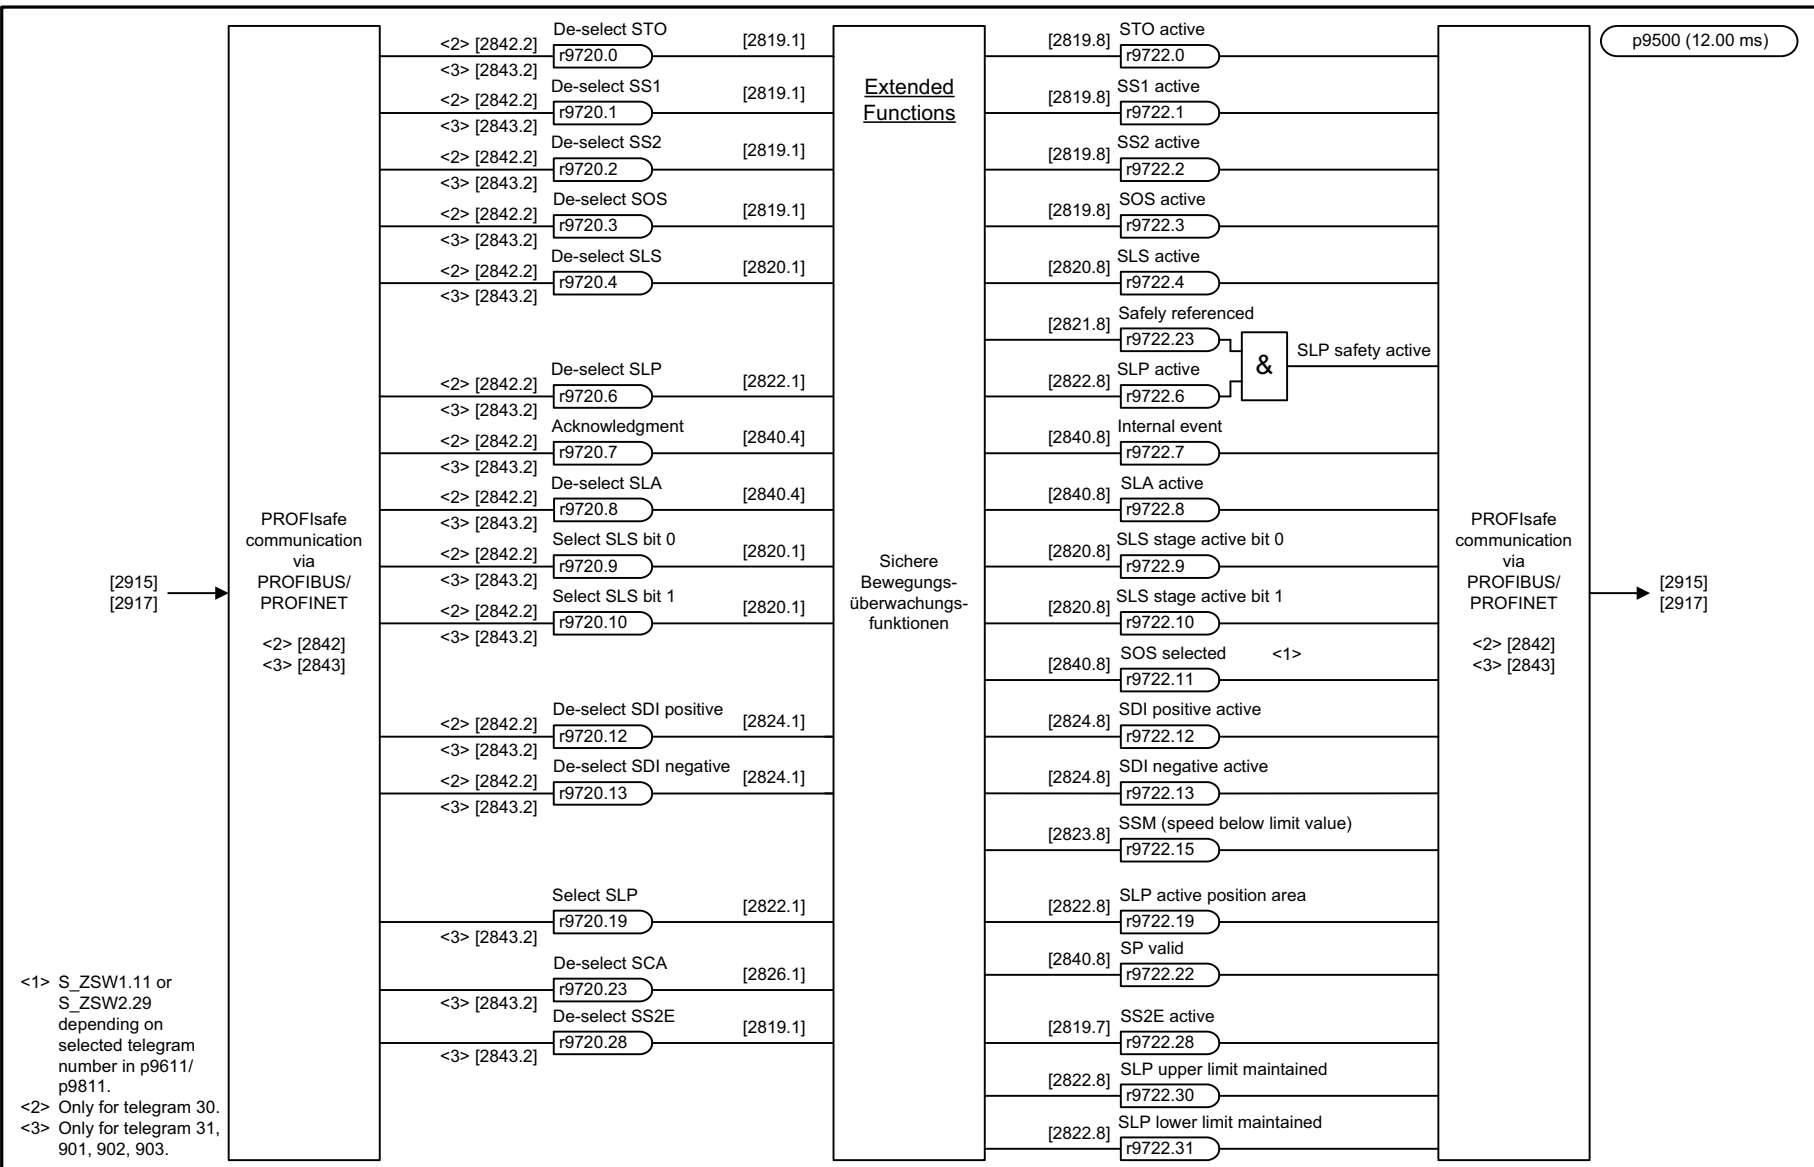 p9500 (12.00 ms)
[2915]
[2917]
PROFIsafe
communication
via
PROFIBUS/
PROFINET
<2> [2842]
<3> [2843]
De-select STO
<2> [2842.2]
r9720.0
[2819.1]
<3> [2843.2]
De-select SS1
<2> [2842.2]
r9720.1
[2819.1]
<3> [2843.2]
De-select SS2
<2> [2842.2]
r9720.2
[2819.1]
<3> [2843.2]
De-select SOS
<2> [2842.2]
r9720.3
[2819.1]
<3> [2843.2]
De-select SLS
<2> [2842.2]
r9720.4
[2820.1]
<3> [2843.2]
De-select SLP
<2> [2842.2]
r9720.6
[2822.1]
<3> [2843.2]
Acknowledgment
<2> [2842.2]
r9720.7
[2840.4]
<3> [2843.2]
De-select SLA
<2> [2842.2]
r9720.8
[2840.4]
<3> [2843.2]
Select SLS bit 0
<2> [2842.2]
r9720.9
[2820.1]
<3> [2843.2]
Select SLS bit 1
<2> [2842.2]
r9720.10
[2820.1]
<3> [2843.2]
De-select SDI positive
<2> [2842.2]
r9720.12
[2824.1]
<3> [2843.2]
De-select SDI negative
<2> [2842.2]
r9720.13
[2824.1]
<3> [2843.2]
Select SLP
r9720.19
[2822.1]
<3> [2843.2]
De-select SCA
r9720.23
[2826.1]
<3> [2843.2]
De-select SS2E
r9720.28
[2819.1]
<3> [2843.2]
Extended
Functions
Sichere
Bewegungs-
überwachungs-
funktionen
STO active
[2819.8]
r9722.0
SS1 active
[2819.8]
r9722.1
SS2 active
[2819.8]
r9722.2
SOS active
[2819.8]
r9722.3
SLS active
[2820.8]
r9722.4
Safely referenced
[2821.8]
r9722.23
&
SLP safety active
SLP active
[2822.8]
r9722.6
Internal event
[2840.8]
r9722.7
SLA active
[2840.8]
r9722.8
SLS stage active bit 0
[2820.8]
r9722.9
SLS stage active bit 1
[2820.8]
r9722.10
SOS selected <1>
[2840.8]
r9722.11
SDI positive active
[2824.8]
r9722.12
SDI negative active
[2824.8]
r9722.13
SSM (speed below limit value)
[2823.8]
r9722.15
SLP active position area
[2822.8]
r9722.19
SP valid
[2840.8]
r9722.22
SS2E active
[2819.7]
r9722.28
SLP upper limit maintained
[2822.8]
r9722.30
SLP lower limit maintained
[2822.8]
r9722.31
PROFIsafe
communication
via
PROFIBUS/
PROFINET
<2> [2842]
<3> [2843]
[2915]
[2917]
<1> S_ZSW1.11 or
S_ZSW2.29
depending on
selected telegram
number in p9611/
p9811.
<2> Only for telegram 30.
<3> Only for telegram 31,
901, 902, 903.